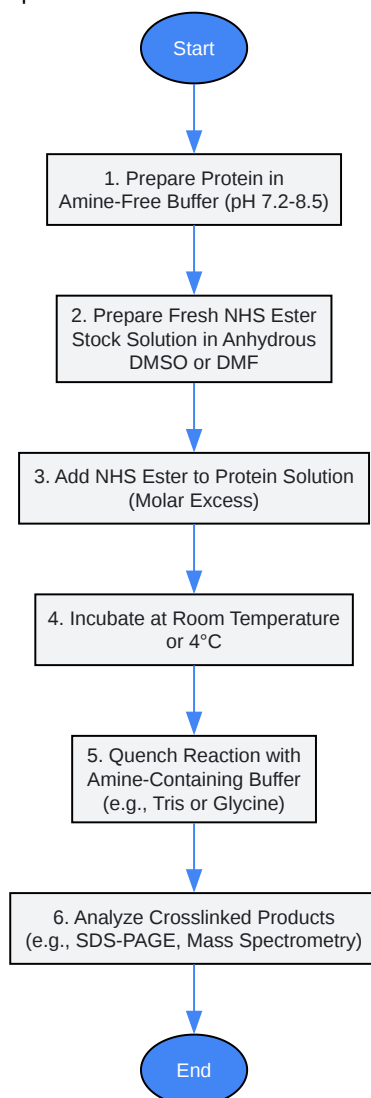 Start
1. Prepare Protein in
Amine-Free Buffer (pH 7.2-8.5)
2. Prepare Fresh NHS Ester
Stock Solution in Anhydrous
DMSO or DMF
3. Add NHS Ester to Protein Solution
(Molar Excess)
4. Incubate at Room Temperature
or 4°C
5. Quench Reaction with
Amine-Containing Buffer
(e.g., Tris or Glycine)
6. Analyze Crosslinked Products
(e.g., SDS-PAGE, Mass Spectrometry)
End